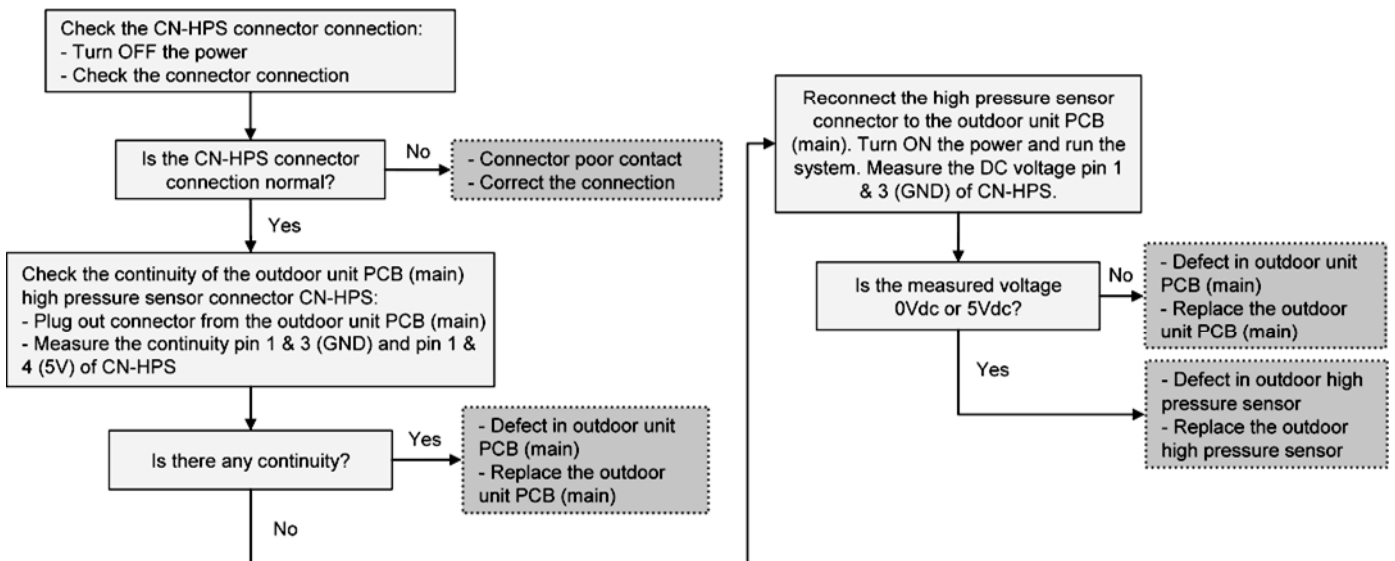 Check the CN-HPS connector connection:
- Turn OFF the power
- Check the connector connection
Is the CN-HPS connector
connection normal?
No
- Connector poor contact
- Correct the connection
Yes
Check the continuity of the outdoor unit PCB (main)
high pressure sensor connector CN-HPS:
- Plug out connector from the outdoor unit PCB (main)
- Measure the continuity pin 1 & 3 (GND) and pin 1 &
4 (5V) of CN-HPS
Is there any continuity?
Yes
- Defect in outdoor unit
PCB (main)
- Replace the outdoor
unit PCB (main)
No
Reconnect the high pressure sensor
connector to the outdoor unit PCB
(main). Turn ON the power and run the
system. Measure the DC voltage pin 1
& 3 (GND) of CN-HPS.
Is the measured voltage
0Vdc or 5Vdc?
No
- Defect in outdoor unit
PCB (main)
- Replace the outdoor
unit PCB (main)
Yes
- Defect in outdoor high
pressure sensor
- Replace the outdoor
high pressure sensor